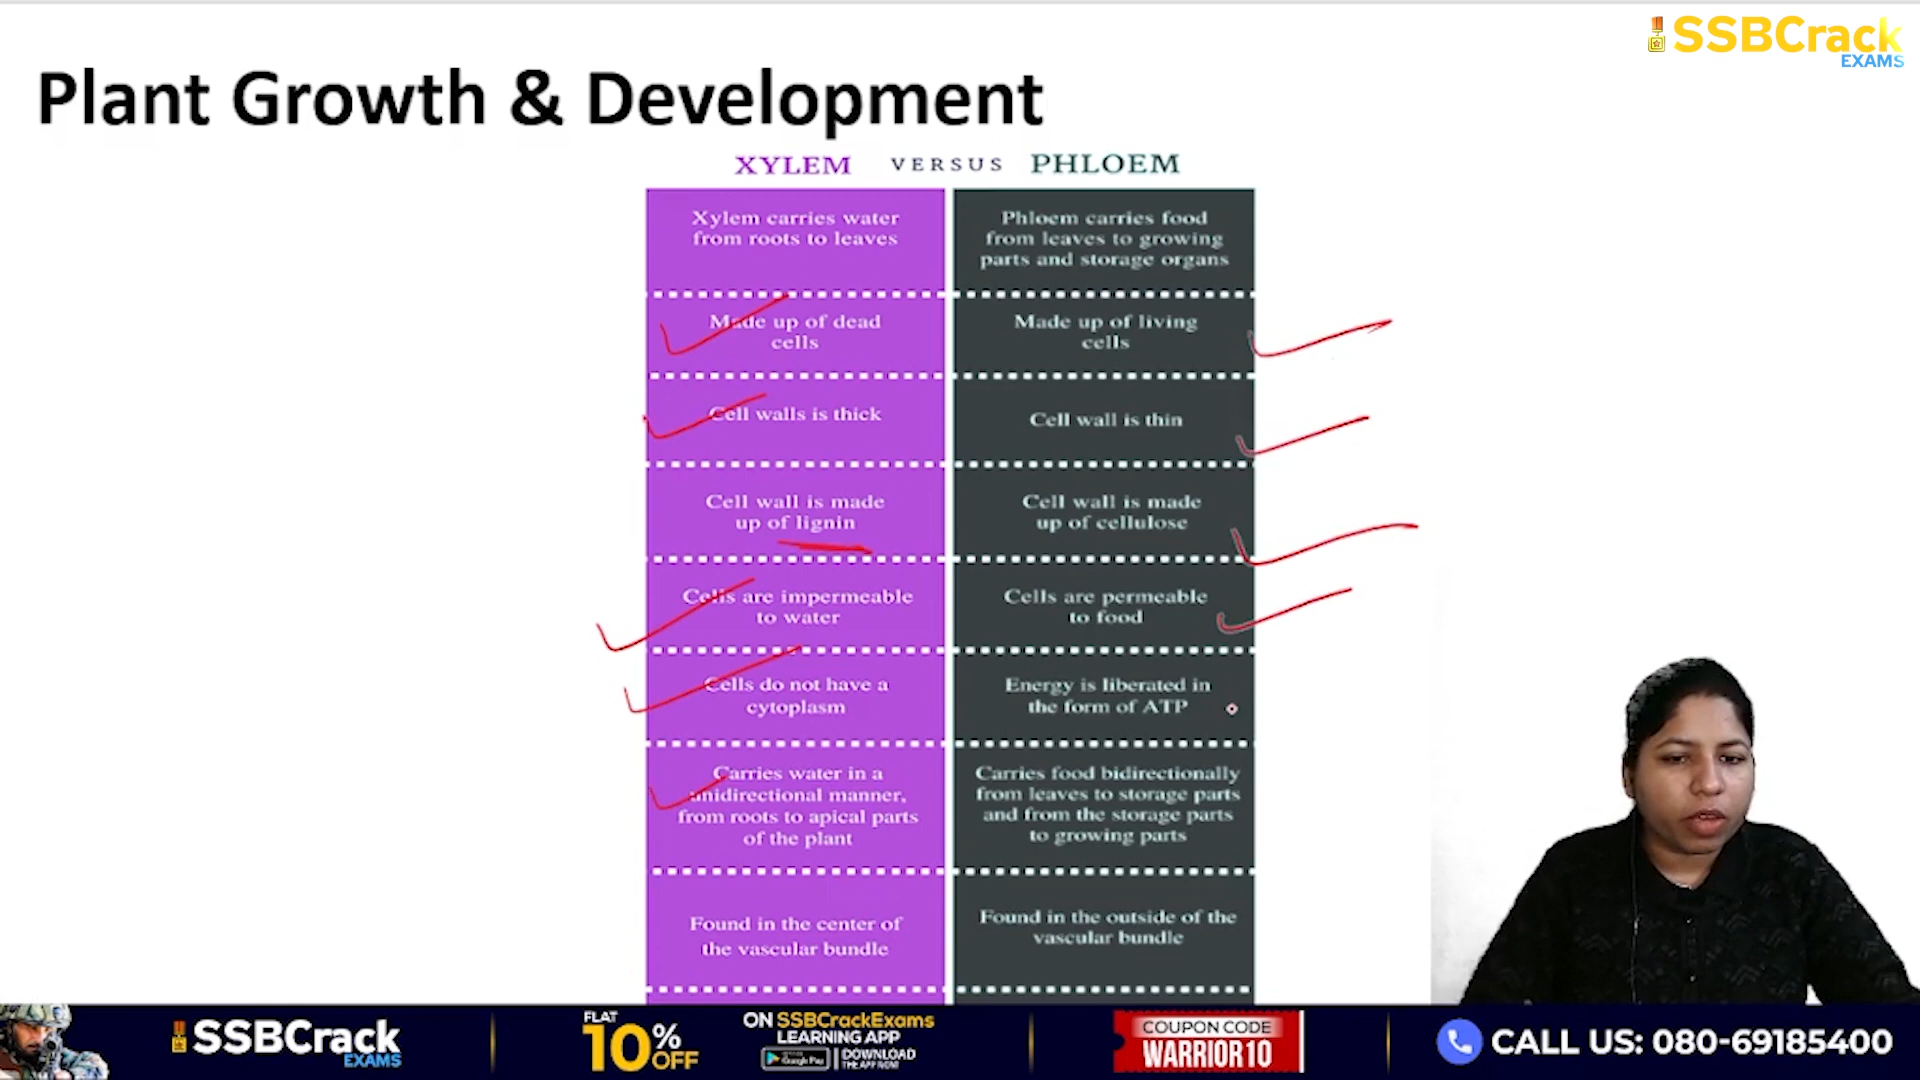 SSBCrack
EXAMS
Plant Growth & Development
XYLEM VERSUS PHLOEM
Xylem carries water
from roots to leaves
Phloem carries food
from leaves to growing
parts and storage organs
Made up of dead
cells
Made up of living
cells
Cell walls is thick
Cell wall is thin
Cell wall is made
up of lignin
Cell wall is made
up of cellulose
Cells are impermeable
to water
Cells are permeable
to food
Cells do not have a
cytoplasm
Energy is liberated in
the form of ATP
Carries water in a
unidirectional manner,
from roots to apical parts
of the plant
Carries food bidirectionally
from leaves to storage parts
and from the storage parts
to growing parts
Found in the center of
the vascular bundle
Found in the outside of the
vascular bundle
SSBCrack
EXAMS
FLAT
10% OFF
ON SSBCrackExams
LEARNING APP
Google Play
DOWNLOAD
THE APP NOW
COUPON CODE
WARRIOR10
CALL US: 080-69185400